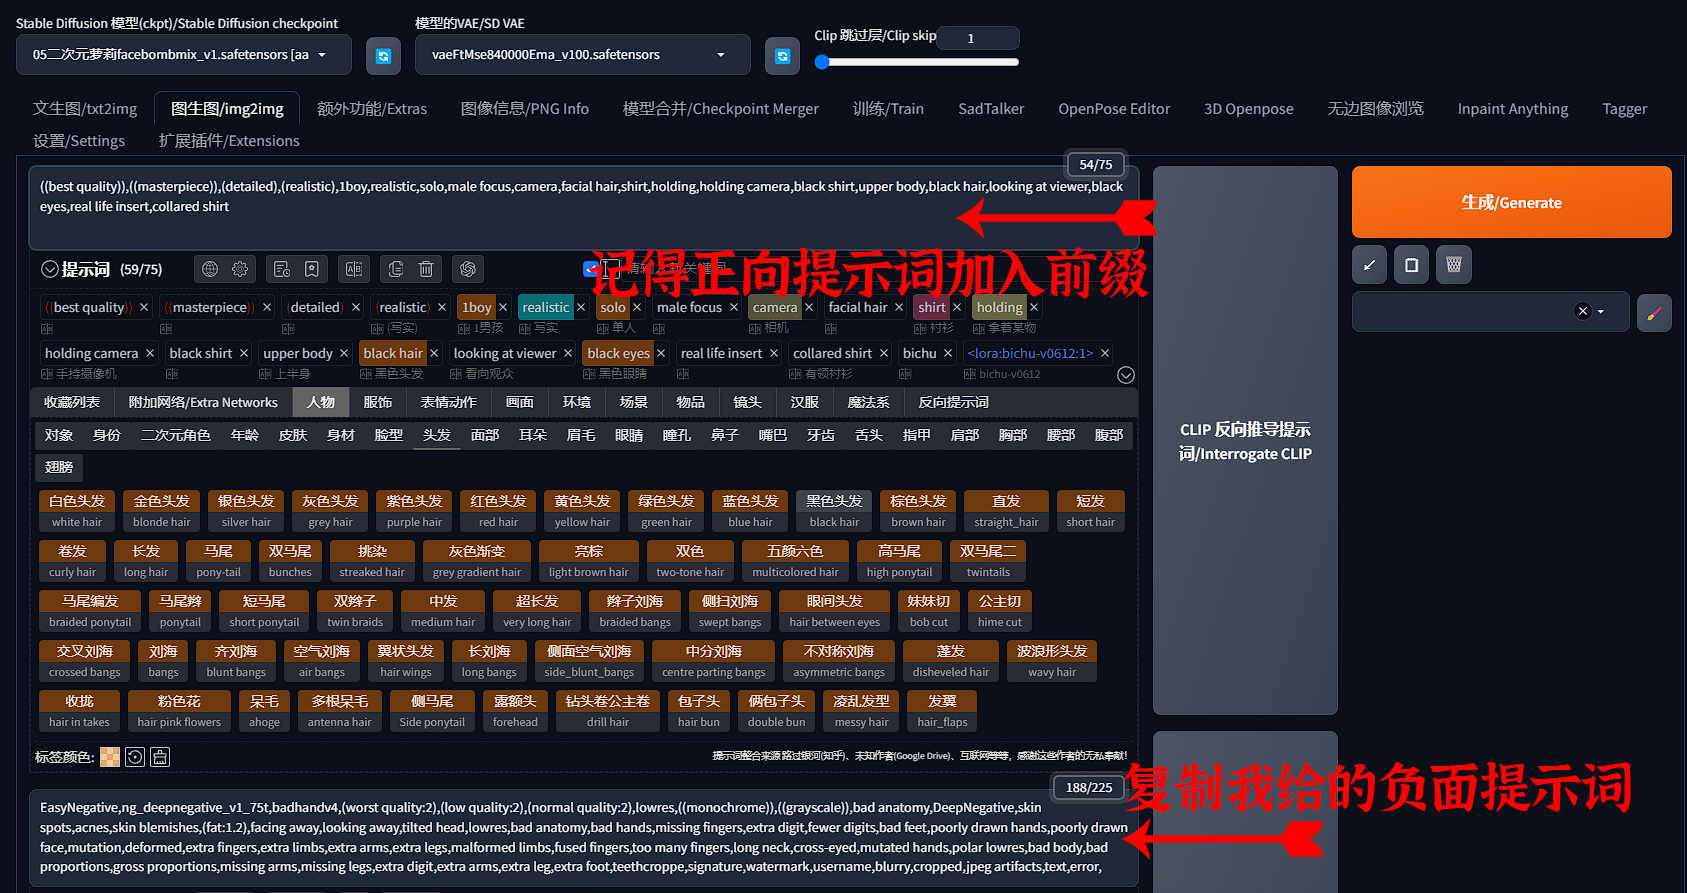 Stable Diffusion 模型(ckpt)/Stable Diffusion checkpoint
模型的VAE/SD VAE
Clip 跳过层/Clip skip
1
05二次元萝莉facebombmix_v1.safetensors [aa
vaeFtMse840000Ema_v100.safetensors
文生图/txt2img
图生图/img2img
额外功能/Extras
图像信息/PNG Info
模型合并/Checkpoint Merger
训练/Train
SadTalker
OpenPose Editor
3D Openpose
无边图像浏览
Inpaint Anything
Tagger
设置/Settings
扩展插件/Extensions
54/75
((best quality)),((masterpiece)),(detailed),(realistic),1boy,realistic,solo,male focus,camera,facial hair,shirt,holding,holding camera,black shirt,upper body,black hair,looking at viewer,black
eyes,real life insert,collared shirt
生成/Generate
记得正向提示词加入前缀
提示词 (59/75)
((best quality)) × ((masterpiece)) × (detailed) × (realistic) × 1boy × realistic × solo × male focus × camera × facial hair × shirt × holding ×
(写实) 1男孩 写实 单人 相机 衬衫 拿着某物
holding camera × black shirt × upper body × black hair × looking at viewer × black eyes × real life insert × collared shirt × bichu × <lora:bichu-v0612:1> ×
手持摄像机 上半身 黑色头发 看向观众 黑色眼睛 有领衬衫 bichu-v0612
收藏列表 附加网络/Extra Networks 人物 服饰 表情动作 画面 环境 场景 物品 镜头 汉服 魔法系 反向提示词
对象 身份 二次元角色 年龄 皮肤 身材 脸型 头发 面部 耳朵 眉毛 眼睛 瞳孔 鼻子 嘴巴 牙齿 舌头 指甲 肩部 胸部 腰部 腹部
翅膀
CLIP 反向推导提示
词/Interrogate CLIP
白色头发 金色头发 银色头发 灰色头发 紫色头发 红色头发 黄色头发 绿色头发 蓝色头发 黑色头发 棕色头发 直发 短发
white hair blonde hair silver hair grey hair purple hair red hair yellow hair green hair blue hair black hair brown hair straight_hair short hair
卷发 长发 马尾 双马尾 挑染 灰色渐变 亮棕 双色 五颜六色 高马尾 双马尾二
curly hair long hair pony-tail bunches streaked hair grey gradient hair light brown hair two-tone hair multicolored hair high ponytail twintails
马尾编发 马尾辫 短马尾 双辫子 中发 超长发 辫子刘海 侧扫刘海 眼间头发 妹妹切 公主切
braided ponytail ponytail short ponytail twin braids medium hair very long hair braided bangs swept bangs hair between eyes bob cut hime cut
交叉刘海 刘海 齐刘海 空气刘海 翼状头发 长刘海 侧面空气刘海 中分刘海 不对称刘海 蓬发 波浪形头发
crossed bangs bangs blunt bangs air bangs hair wings long bangs side_blunt_bangs centre parting bangs asymmetric bangs disheveled hair wavy hair
收拢 粉色花 呆毛 多根呆毛 侧马尾 露额头 钻头卷公主卷 包子头 俩包子头 凌乱发型 发翼
hair in takes hair pink flowers ahoge antenna hair Side ponytail forehead drill hair hair bun double bun messy hair hair_flaps
标签颜色:
提示词整合来源 路过银河(知乎)、未知作者(Google Drive)、互联网等等，感谢这些作者的无私奉献！
188/225
复制我给的负面提示词
EasyNegative,ng_deepnegative_v1_75t,badhandv4,(worst quality:2),(low quality:2),(normal quality:2),lowres,((monochrome)),((grayscale)),bad anatomy,DeepNegative,skin
spots,acnes,skin blemishes,(fat:1.2),facing away,looking away,tilted head,lowres,bad anatomy,bad hands,missing fingers,extra digit,fewer digits,bad feet,poorly drawn hands,poorly drawn
face,mutation,deformed,extra fingers,extra limbs,extra arms,extra legs,malformed limbs,fused fingers,too many fingers,long neck,cross-eyed,mutated hands,polar lowres,bad body,bad
proportions,gross proportions,missing arms,missing legs,extra digit,extra arms,extra leg,extra foot,teethcroppe,signature,watermark,username,blurry,cropped,jpeg artifacts,text,error,